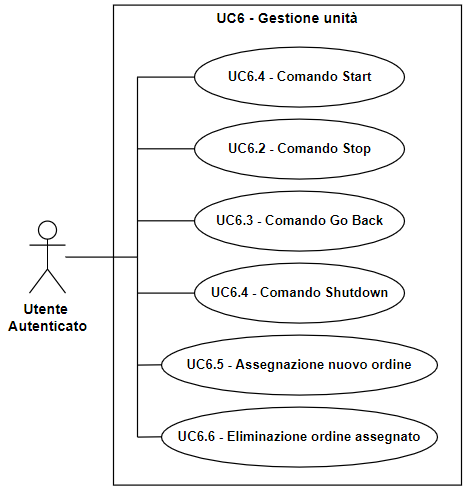 UC6 - Gestione unità
UC6.4 - Comando Start
UC6.2 - Comando Stop
UC6.3 - Comando Go Back
UC6.4 - Comando Shutdown
UC6.5 - Assegnazione nuovo ordine
UC6.6 - Eliminazione ordine assegnato
Utente
Autenticato